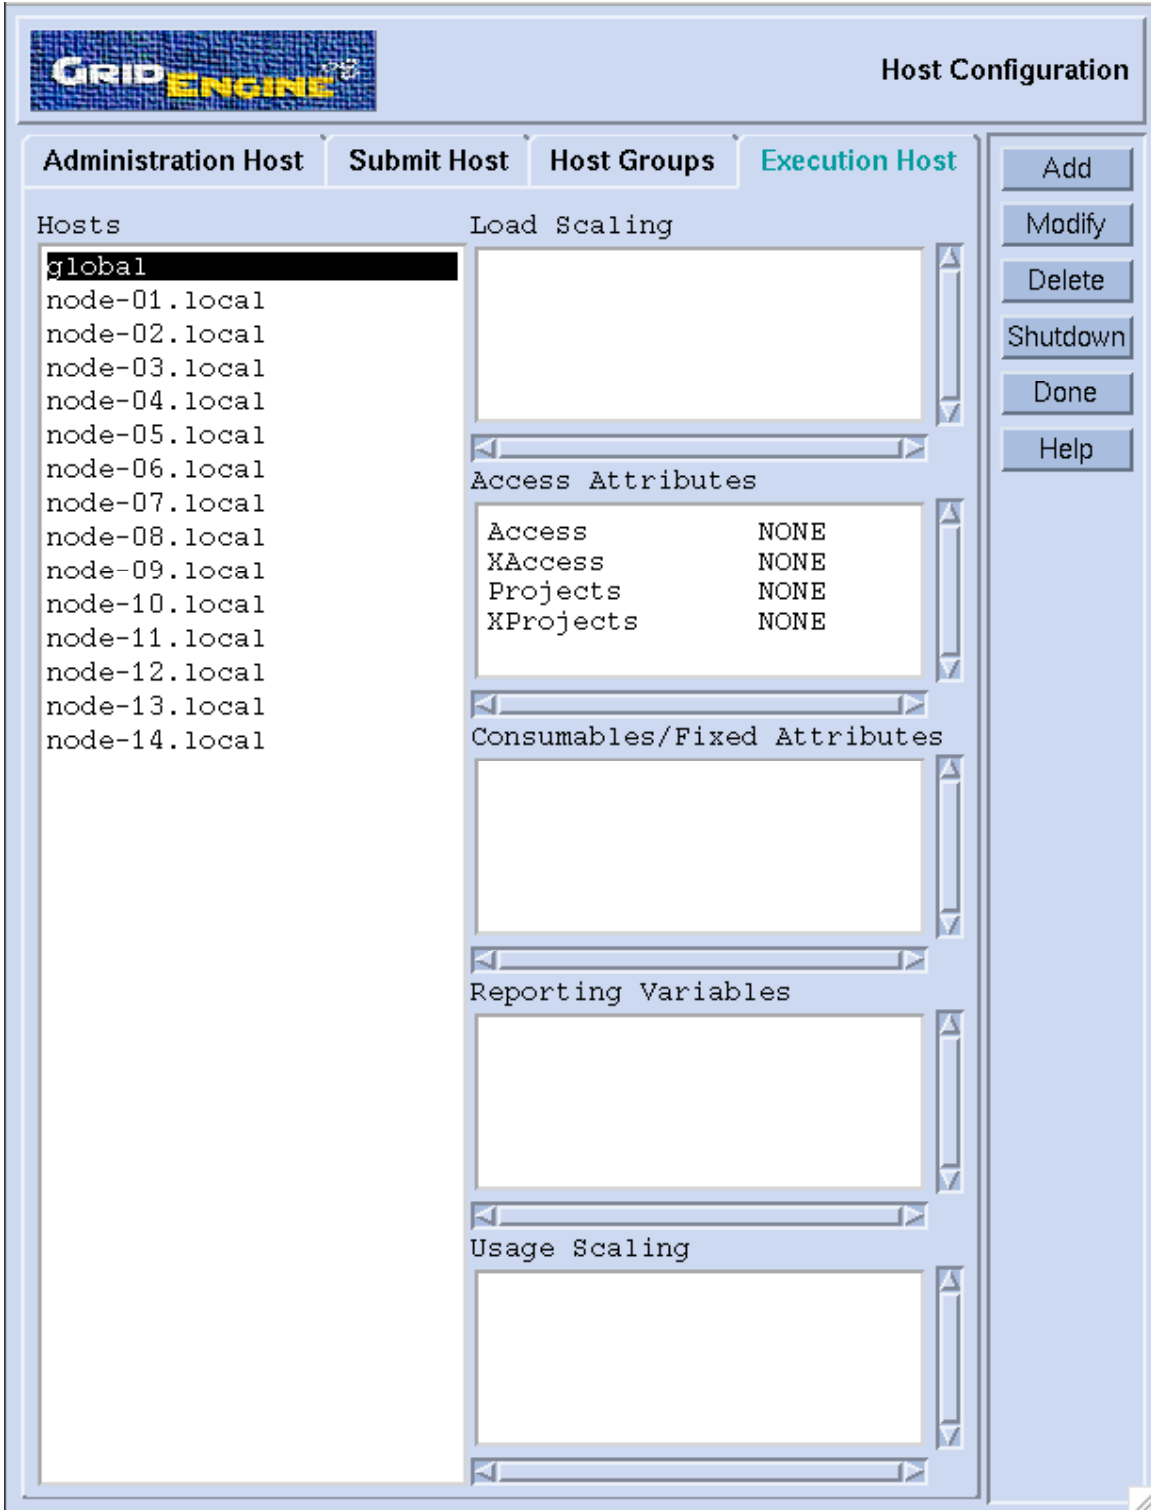 GRID ENGINE
Host Configuration
Administration Host
Submit Host
Host Groups
Execution Host
Hosts
global
node-01.local
node-02.local
node-03.local
node-04.local
node-05.local
node-06.local
node-07.local
node-08.local
node-09.local
node-10.local
node-11.local
node-12.local
node-13.local
node-14.local
Load Scaling
Access Attributes
Access NONE
XAccess NONE
Projects NONE
XProjects NONE
Consumables/Fixed Attributes
Reporting Variables
Usage Scaling
Add
Modify
Delete
Shutdown
Done
Help